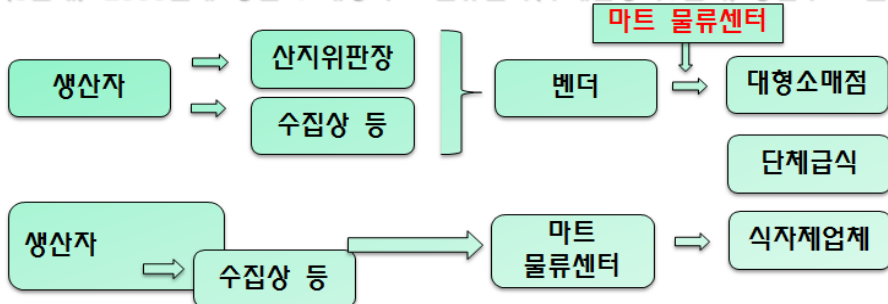 마트 물류센터
생산자
산지위판장
수집상 등
벤더
대형소매점
단체급식
생산자
수집상 등
마트
물류센터
식자제업체